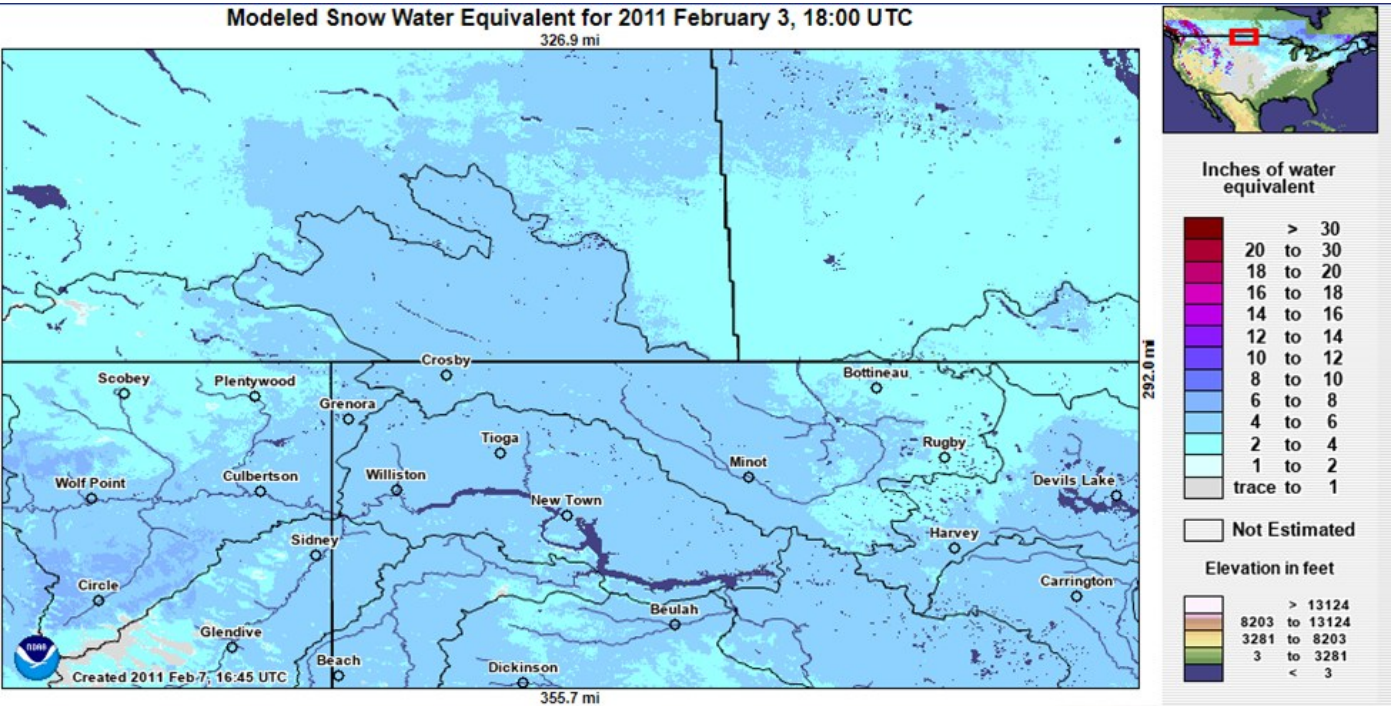 Modeled Snow Water Equivalent for 2011 February 3, 18:00 UTC
326.9 mi
292.0 mi
Crosby
Scobey
Plentywood
Bottineau
Grenora
Tioga
Rugby
Minot
Wolf Point
Culbertson
Williston
Devils Lake
New Town
Sidney
Harvey
Circle
Carrington
Beulah
Glendive
Beach
Dickinson
NOAA
Created 2011 Feb 7, 16:45 UTC
355.7 mi
Inches of water
equivalent
> 30
20 to 30
18 to 20
16 to 18
14 to 16
12 to 14
10 to 12
8 to 10
6 to 8
4 to 6
2 to 4
1 to 2
trace to 1
Not Estimated
Elevation in feet
> 13124
8203 to 13124
3281 to 8203
3 to 3281
< 3